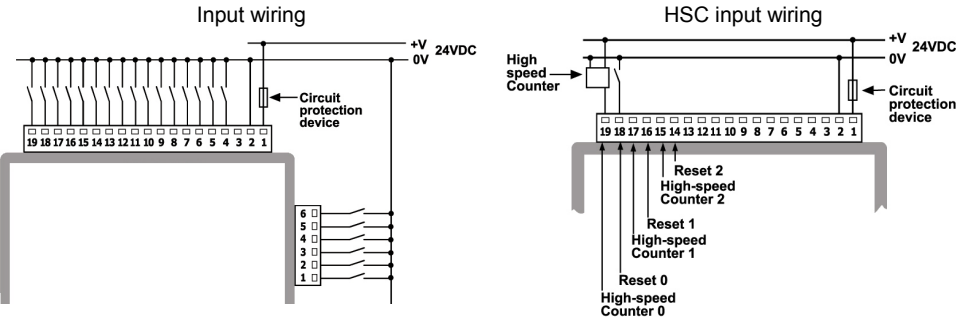 Input wiring
+V
24VDC
0V
Circuit
protection
device
19 18 17 16 15 14 13 12 11 10 9 8 7 6 5 4 3 2 1
6
5
4
3
2
1
HSC input wiring
+V
24VDC
0V
High
speed
Counter
Circuit
protection
device
19 18 17 16 15 14 13 12 11 10 9 8 7 6 5 4 3 2 1
Reset 2
High-speed
Counter 2
Reset 1
High-speed
Counter 1
Reset 0
High-speed
Counter 0